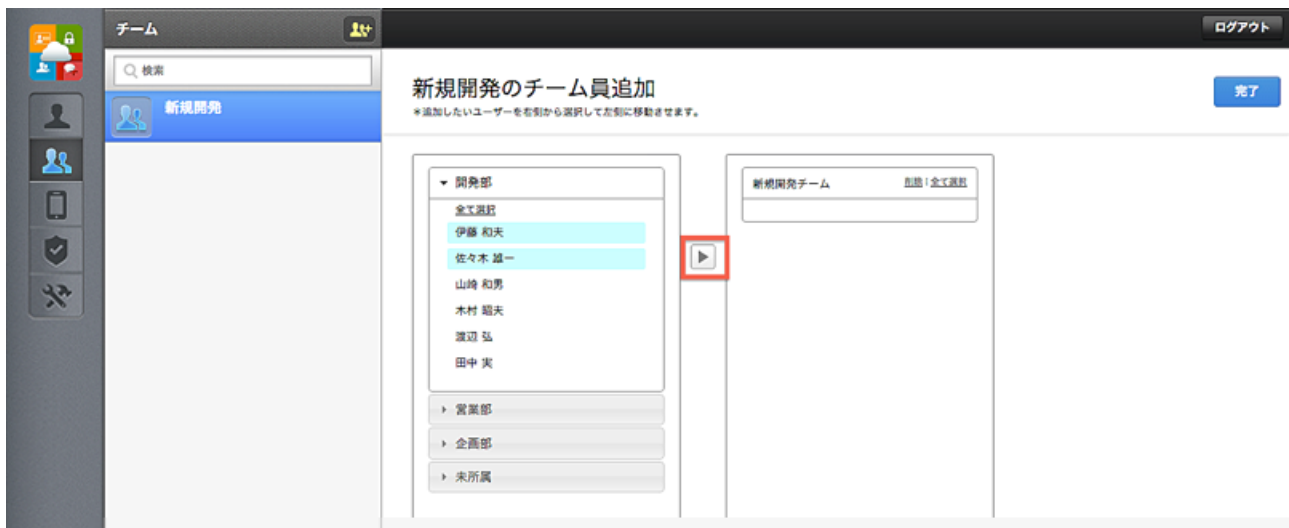 チーム
ログアウト
検索
新規開発
新規開発のチーム員追加
完了
*追加したいユーザーを右側から選択して左側に移動させます。
開発部
全て選択
伊藤 和夫
佐々木 雄一
山崎 和男
木村 昭夫
渡辺 弘
田中 実
営業部
企画部
未所属
新規開発チーム
削除 | 全て選択